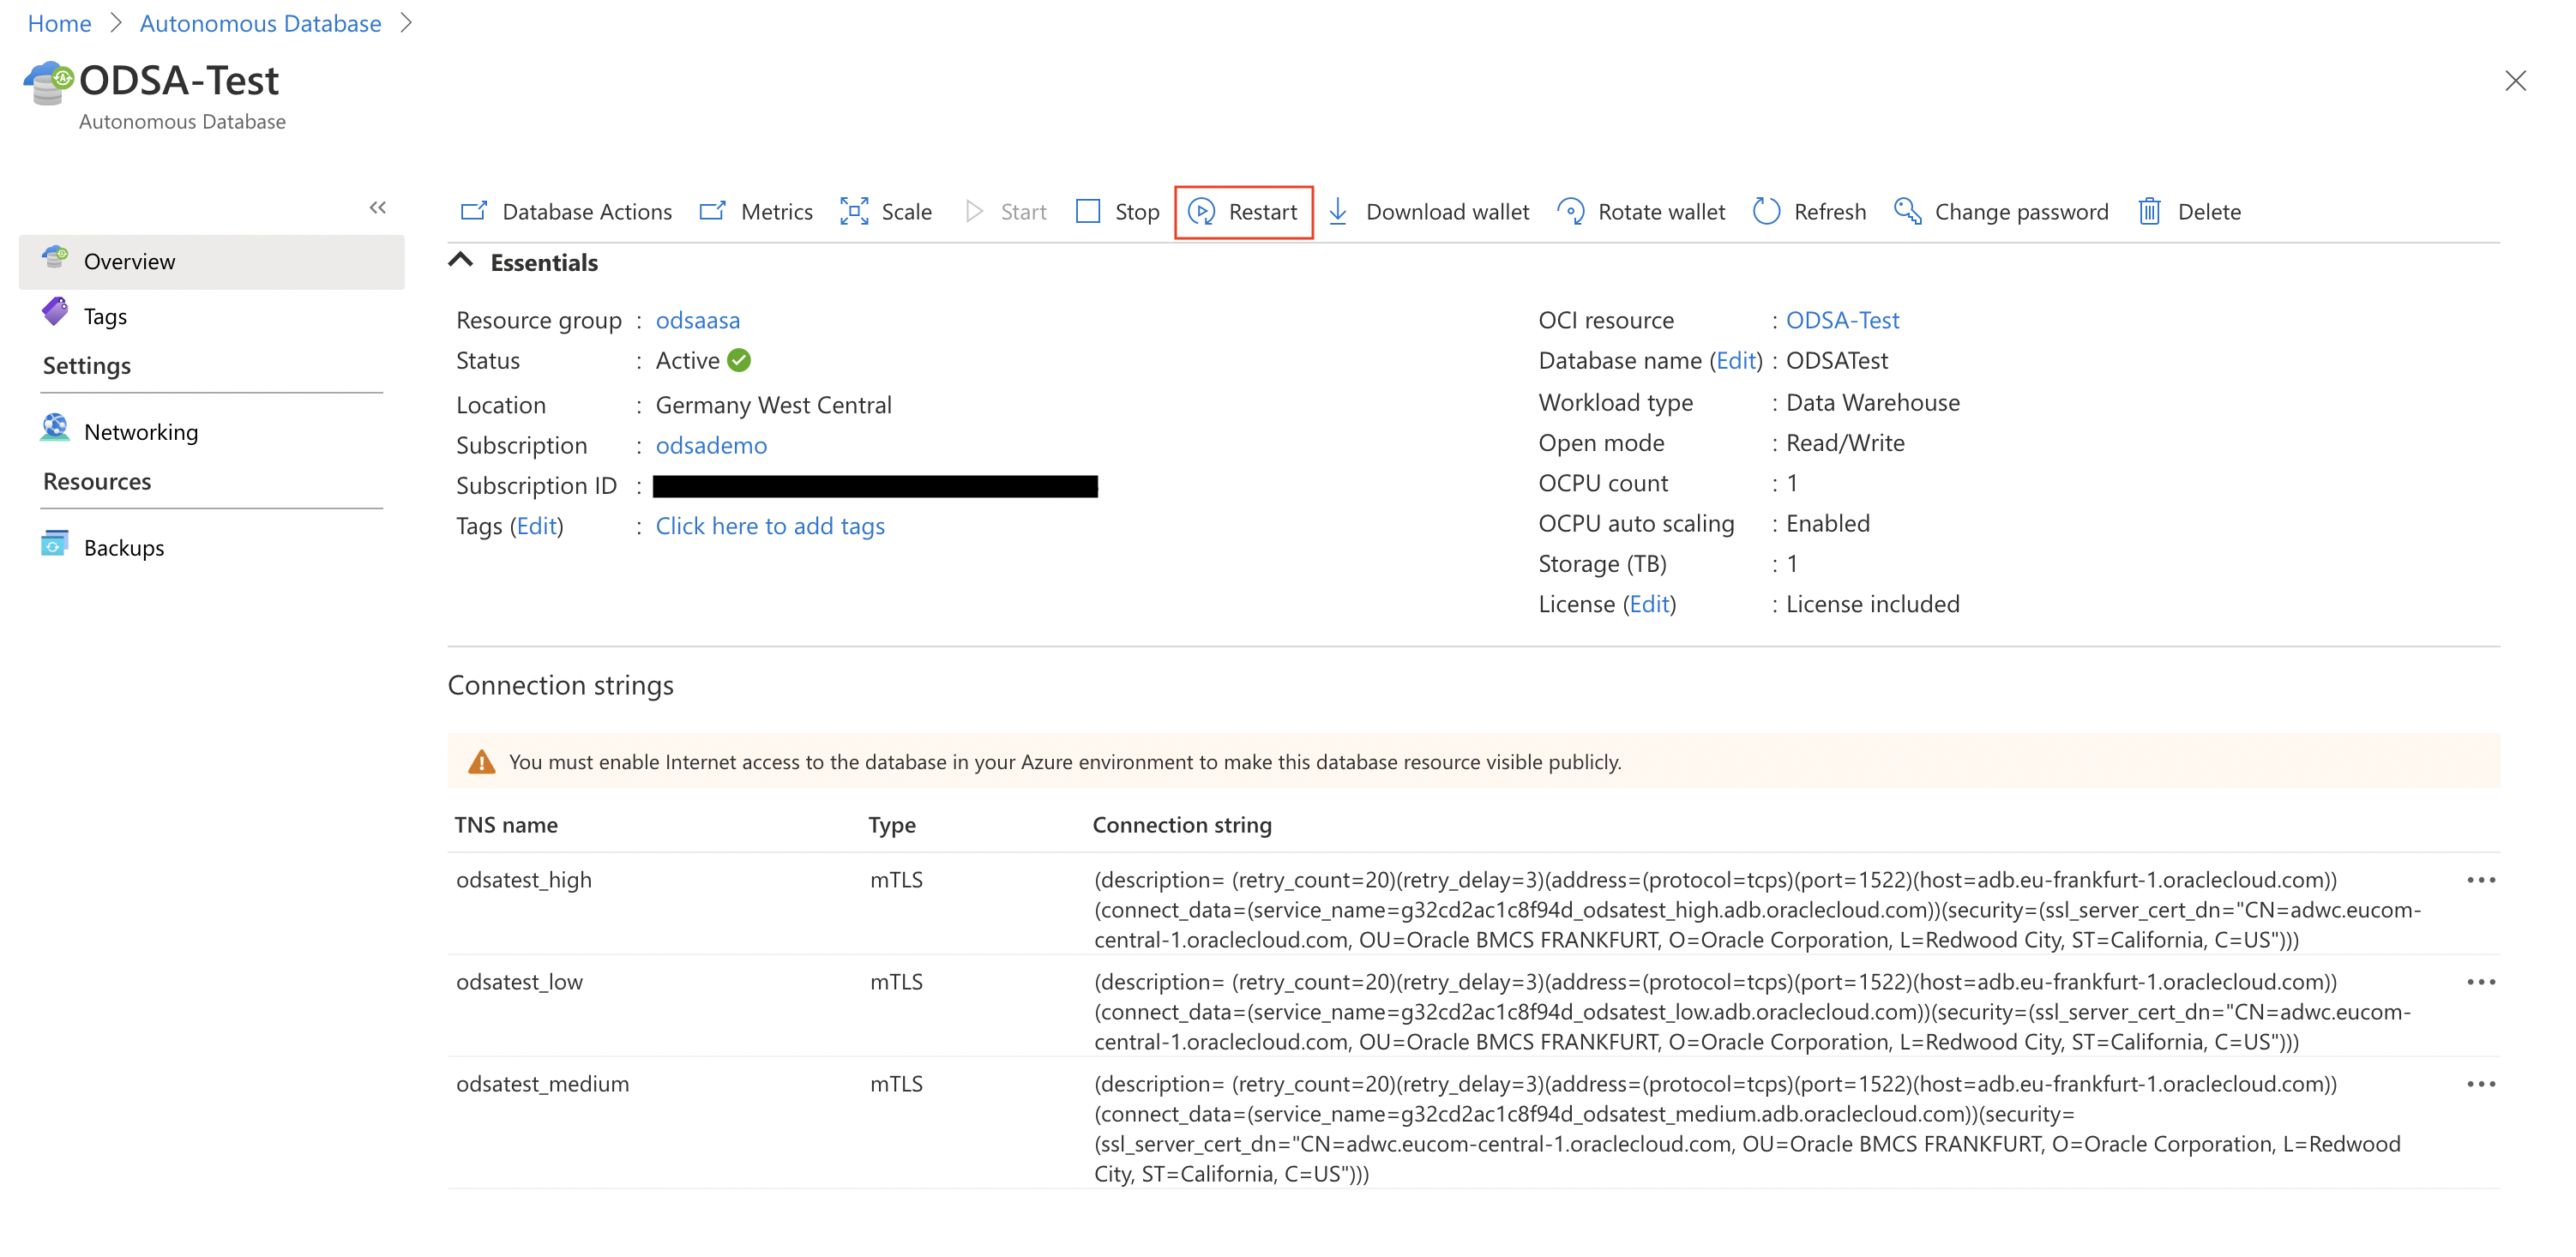 Home > Autonomous Database >
ODSA-Test
Autonomous Database
«
Overview
Tags
Settings
Networking
Resources
Backups
Database Actions Metrics Scale Start Stop Restart Download wallet Rotate wallet Refresh Change password Delete
Essentials
Resource group : odsaasa
Status : Active
Location : Germany West Central
Subscription : odsademo
Subscription ID :
Tags (Edit) : Click here to add tags
OCI resource : ODSA-Test
Database name (Edit) : ODSATest
Workload type : Data Warehouse
Open mode : Read/Write
OCPU count : 1
OCPU auto scaling : Enabled
Storage (TB) : 1
License (Edit) : License included
Connection strings
You must enable Internet access to the database in your Azure environment to make this database resource visible publicly.
TNS name Type Connection string
odsatest_high mTLS (description= (retry_count=20)(retry_delay=3)(address=(protocol=tcps)(port=1522)(host=adb.eu-frankfurt-1.oraclecloud.com))
(connect_data=(service_name=g32cd2ac1c8f94d_odsatest_high.adb.oraclecloud.com))(security=(ssl_server_cert_dn="CN=adwc.eucom-
central-1.oraclecloud.com, OU=Oracle BMCS FRANKFURT, O=Oracle Corporation, L=Redwood City, ST=California, C=US")))
odsatest_low mTLS (description= (retry_count=20)(retry_delay=3)(address=(protocol=tcps)(port=1522)(host=adb.eu-frankfurt-1.oraclecloud.com))
(connect_data=(service_name=g32cd2ac1c8f94d_odsatest_low.adb.oraclecloud.com))(security=(ssl_server_cert_dn="CN=adwc.eucom-
central-1.oraclecloud.com, OU=Oracle BMCS FRANKFURT, O=Oracle Corporation, L=Redwood City, ST=California, C=US")))
odsatest_medium mTLS (description= (retry_count=20)(retry_delay=3)(address=(protocol=tcps)(port=1522)(host=adb.eu-frankfurt-1.oraclecloud.com))
(connect_data=(service_name=g32cd2ac1c8f94d_odsatest_medium.adb.oraclecloud.com))(security=
(ssl_server_cert_dn="CN=adwc.eucom-central-1.oraclecloud.com, OU=Oracle BMCS FRANKFURT, O=Oracle Corporation, L=Redwood
City, ST=California, C=US")))